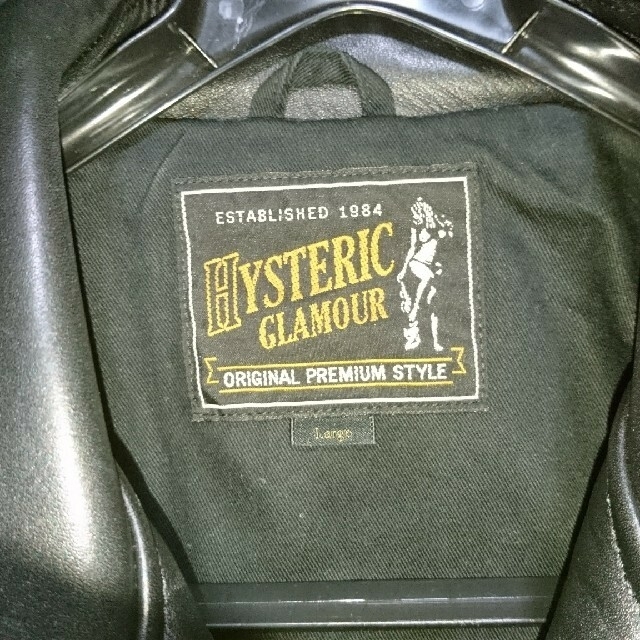 ESTABLISHED 1984
HYSTERIC
GLAMOUR
ORIGINAL PREMIUM STYLE
Large